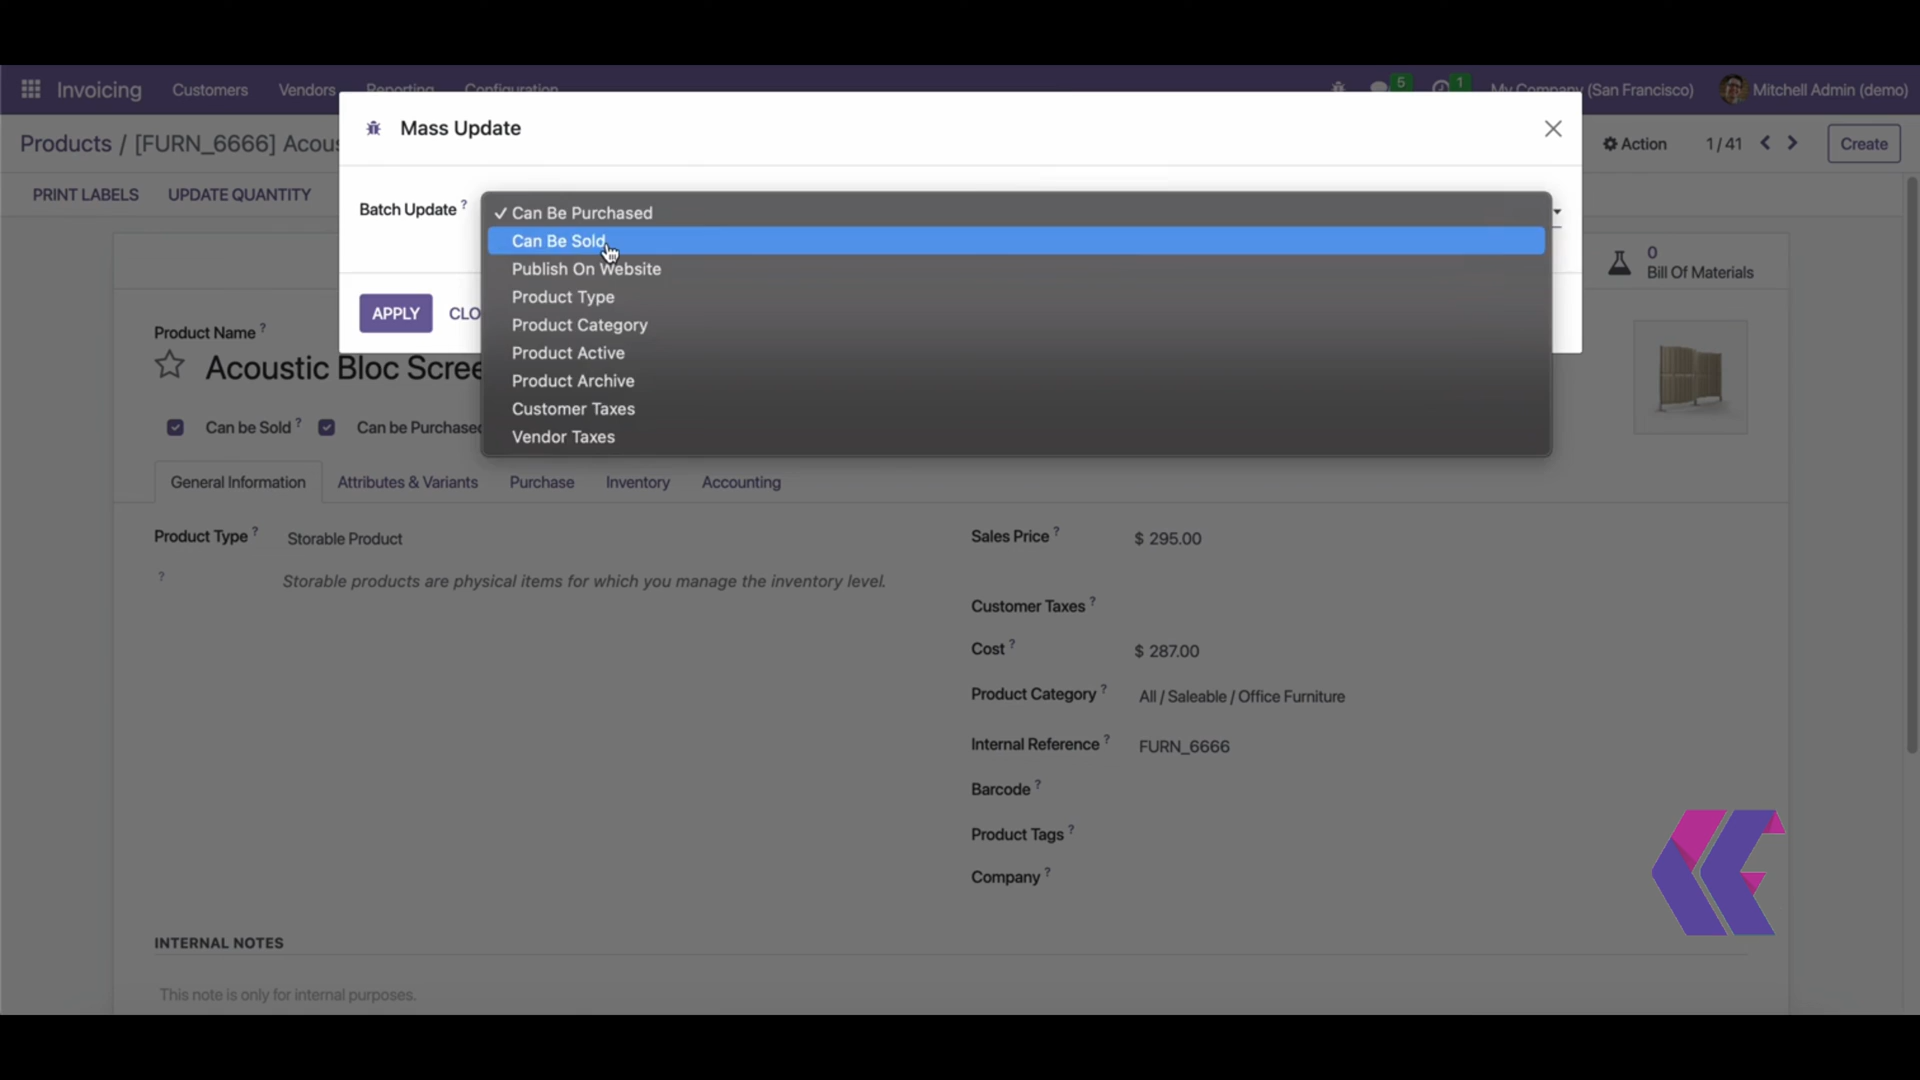 Invoicing Customers Vendors Reporting Configuration 5 1 My Company (San Francisco) Mitchell Admin (demo)
Mass Update
Products / [FURN_6666] Acous
Action 1 / 41 Create
PRINT LABELS UPDATE QUANTITY
Batch Update ?
✓ Can Be Purchased
Can Be Sold
Publish On Website
Product Type
Product Category
Product Active
Product Archive
Customer Taxes
Vendor Taxes
0
Bill Of Materials
APPLY CLO
Product Name ?
Acoustic Bloc Scree
Can be Sold ? Can be Purchased
General Information Attributes & Variants Purchase Inventory Accounting
Product Type ? Storable Product
? Storable products are physical items for which you manage the inventory level.
Sales Price ? $ 295.00
Customer Taxes ?
Cost ? $ 287.00
Product Category ? All / Saleable / Office Furniture
Internal Reference ? FURN_6666
Barcode ?
Product Tags ?
Company ?
INTERNAL NOTES
This note is only for internal purposes.